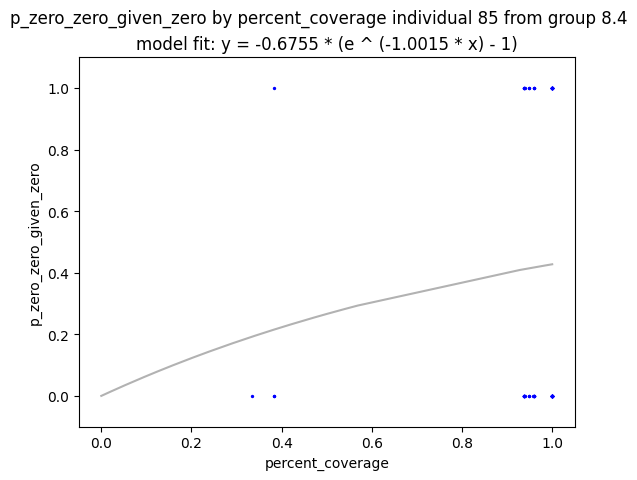 p_zero_zero_given_zero by percent_coverage individual 85 from group 8.4
model fit: y = -0.6755 * (e ^ (-1.0015 * x) - 1)
1.0
0.8
0.6
0.4
0.2
0.0
p_zero_zero_given_zero
0.0 0.2 0.4 0.6 0.8 1.0
percent_coverage